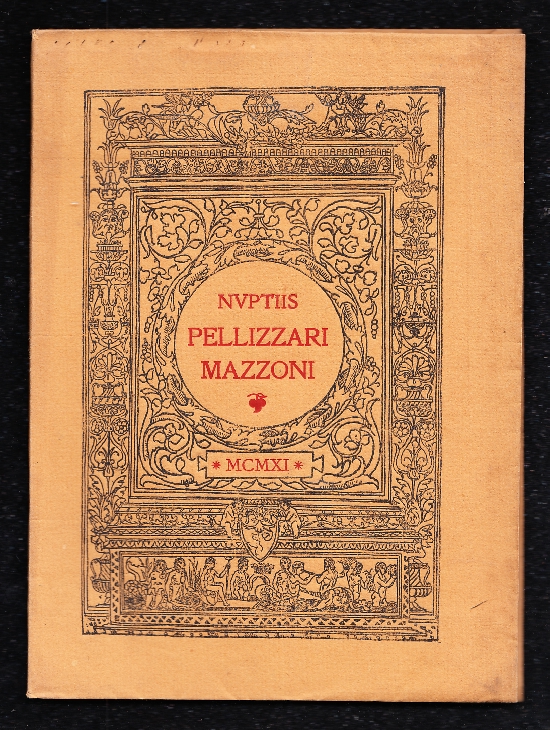 NVPTIIS
PELLIZZARI
MAZZONI
* MCMXI *